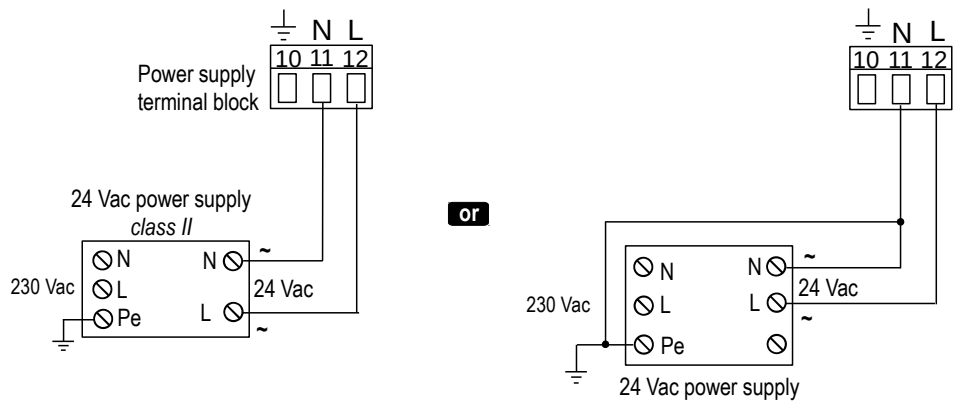 N L
10 11 12
Power supply
terminal block
24 Vac power supply
class II
N
N
~
230 Vac
L
24 Vac
L
Pe
~
or
N L
10 11 12
N
N
~
230 Vac
L
L
24 Vac
~
Pe
24 Vac power supply